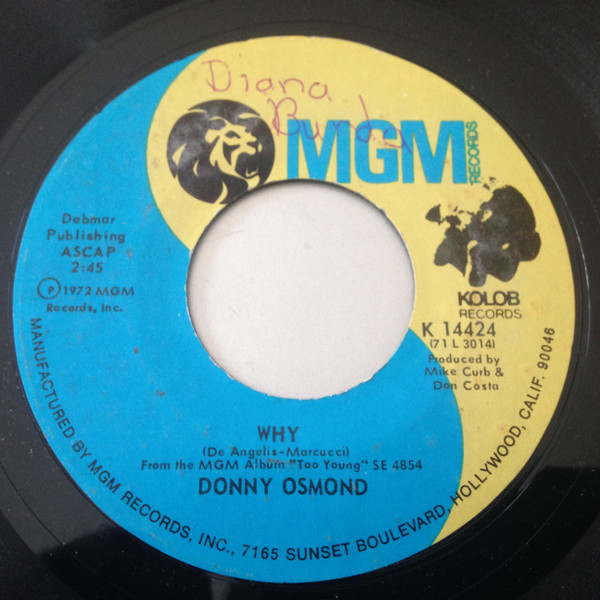 Diana
MGM
RECORDS
Debmar
Publishing
ASCAP
2:45
Ⓟ 1972 MGM
Records, Inc.
KOLOB
RECORDS
K 14424
(71 L 3014)
Produced by
Mike Curb &
Don Costa
WHY
(De Angelis-Marcucci)
From the MGM Album "Too Young" SE 4854
DONNY OSMOND
MANUFACTURED BY MGM RECORDS, INC., 7165 SUNSET BOULEVARD, HOLLYWOOD, CALIF. 90046